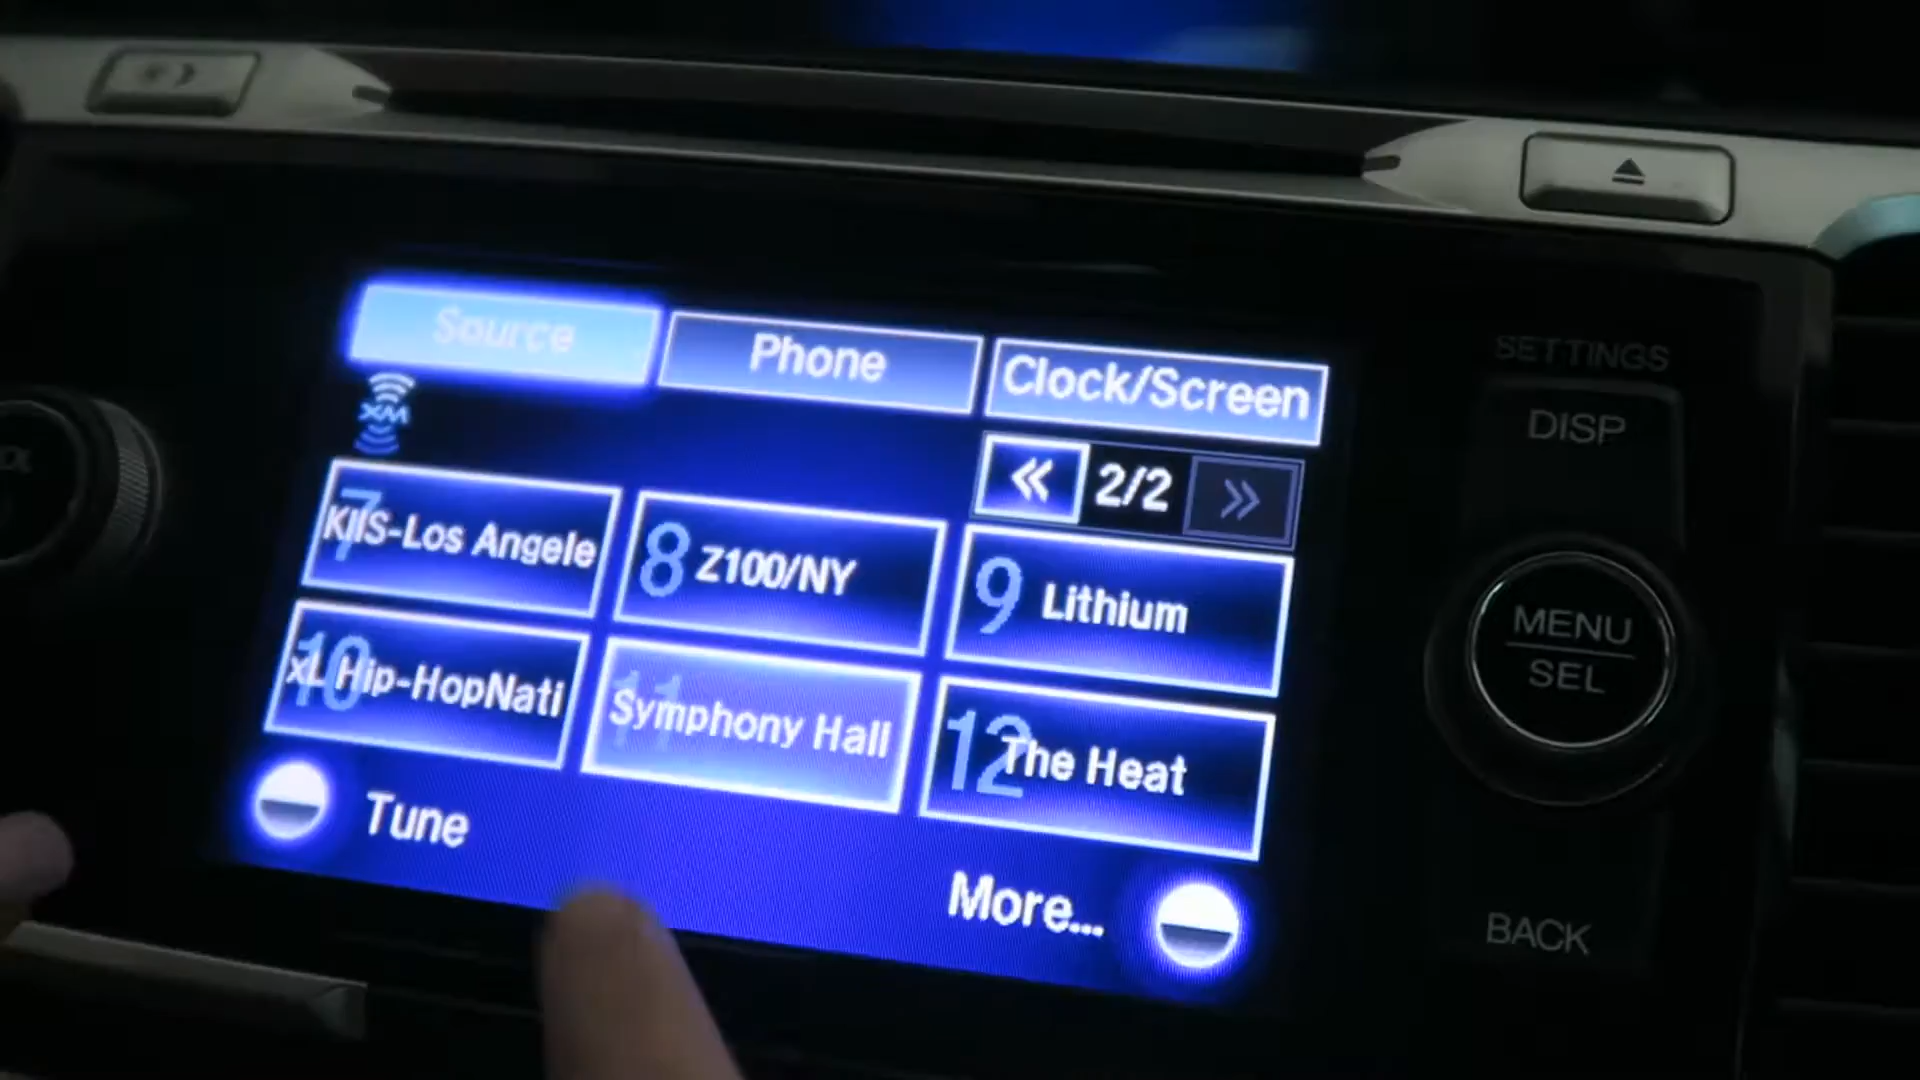 Source
Phone
Clock/Screen
XM
« 2/2 »
7 KIIS-Los Angele
8 Z100/NY
9 Lithium
10 xL Hip-HopNati
11 Symphony Hall
12 The Heat
Tune
More...
SETTINGS
DISP
MENU
SEL
BACK